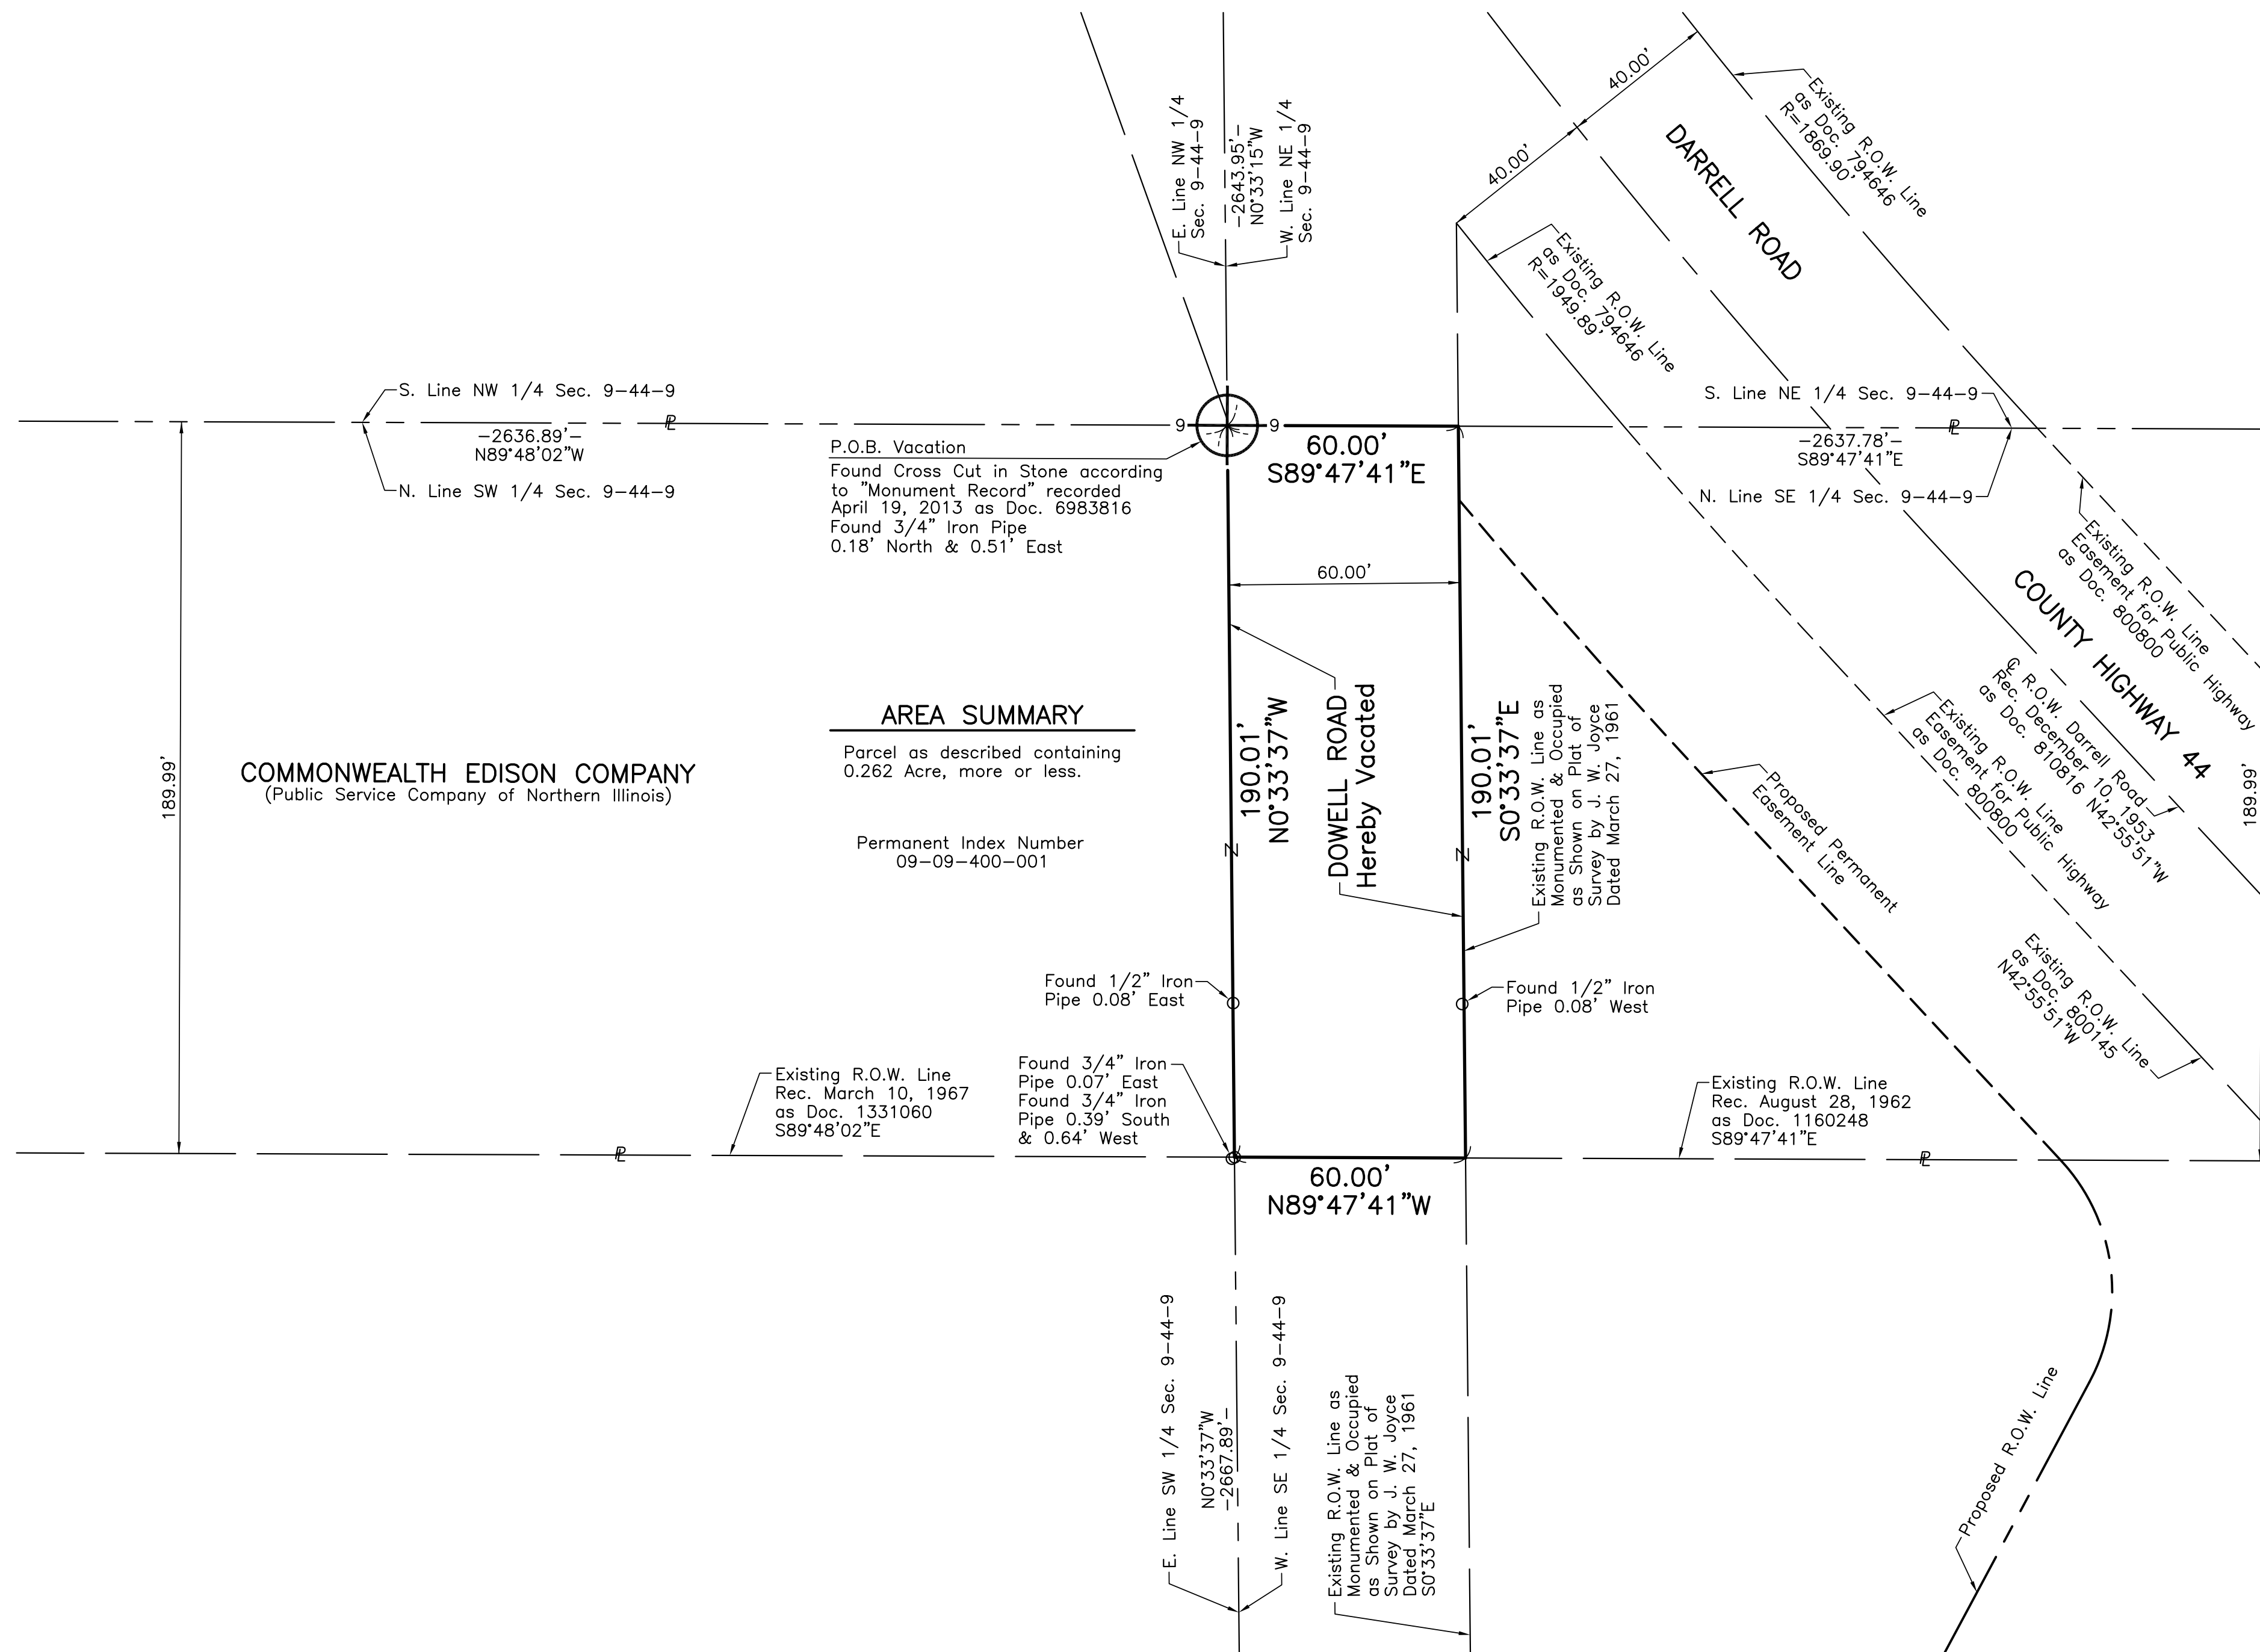 40.00'
40.00'
Existing R.O.W. Line
as Doc. 794646
R=1869.90'
DARRELL ROAD
E. Line NW 1/4
Sec. 9-44-9
-2643.95'-
N0°33'15"W
W. Line NE 1/4
Sec. 9-44-9
Existing R.O.W. Line
as Doc. 794646
R=1949.89'
S. Line NW 1/4 Sec. 9-44-9
-2636.89'-
N89°48'02"W
N. Line SW 1/4 Sec. 9-44-9
PL
P.O.B. Vacation
Found Cross Cut in Stone according
to "Monument Record" recorded
April 19, 2013 as Doc. 6983816
Found 3/4" Iron Pipe
0.18' North & 0.51' East
9
9
60.00'
S89°47'41"E
S. Line NE 1/4 Sec. 9-44-9
PL
-2637.78'-
S89°47'41"E
N. Line SE 1/4 Sec. 9-44-9
60.00'
Existing R.O.W. Line
Easement for Public Highway
as Doc. 800800
COUNTY HIGHWAY 44
CL R.O.W. Darrell Road
Rec. December 10, 1953
as Doc. 810816 N42°55'51"W
Existing R.O.W. Line
Easement for Public Highway
as Doc. 800800
189.99'
189.99'
COMMONWEALTH EDISON COMPANY
(Public Service Company of Northern Illinois)
AREA SUMMARY
Parcel as described containing
0.262 Acre, more or less.
Permanent Index Number
09-09-400-001
190.01'
N0°33'37"W
Z
DOWELL ROAD
Hereby Vacated
190.01'
S0°33'37"E
Z
Existing R.O.W. Line as
Monumented & Occupied
as Shown on Plat of
Survey by J. W. Joyce
Dated March 27, 1961
Proposed Permanent
Easement Line
Existing R.O.W. Line
as Doc. 800145
N42°55'51"W
Found 1/2" Iron
Pipe 0.08' East
Found 1/2" Iron
Pipe 0.08' West
Existing R.O.W. Line
Rec. March 10, 1967
as Doc. 1331060
S89°48'02"E
Found 3/4" Iron
Pipe 0.07' East
Found 3/4" Iron
Pipe 0.39' South
& 0.64' West
Existing R.O.W. Line
Rec. August 28, 1962
as Doc. 1160248
S89°47'41"E
PL
60.00'
N89°47'41"W
PL
E. Line SW 1/4 Sec. 9-44-9
N0°33'37"W
-2667.89'-
W. Line SE 1/4 Sec. 9-44-9
Existing R.O.W. Line as
Monumented & Occupied
as Shown on Plat of
Survey by J. W. Joyce
Dated March 27, 1961
S0°33'37"E
Proposed R.O.W. Line